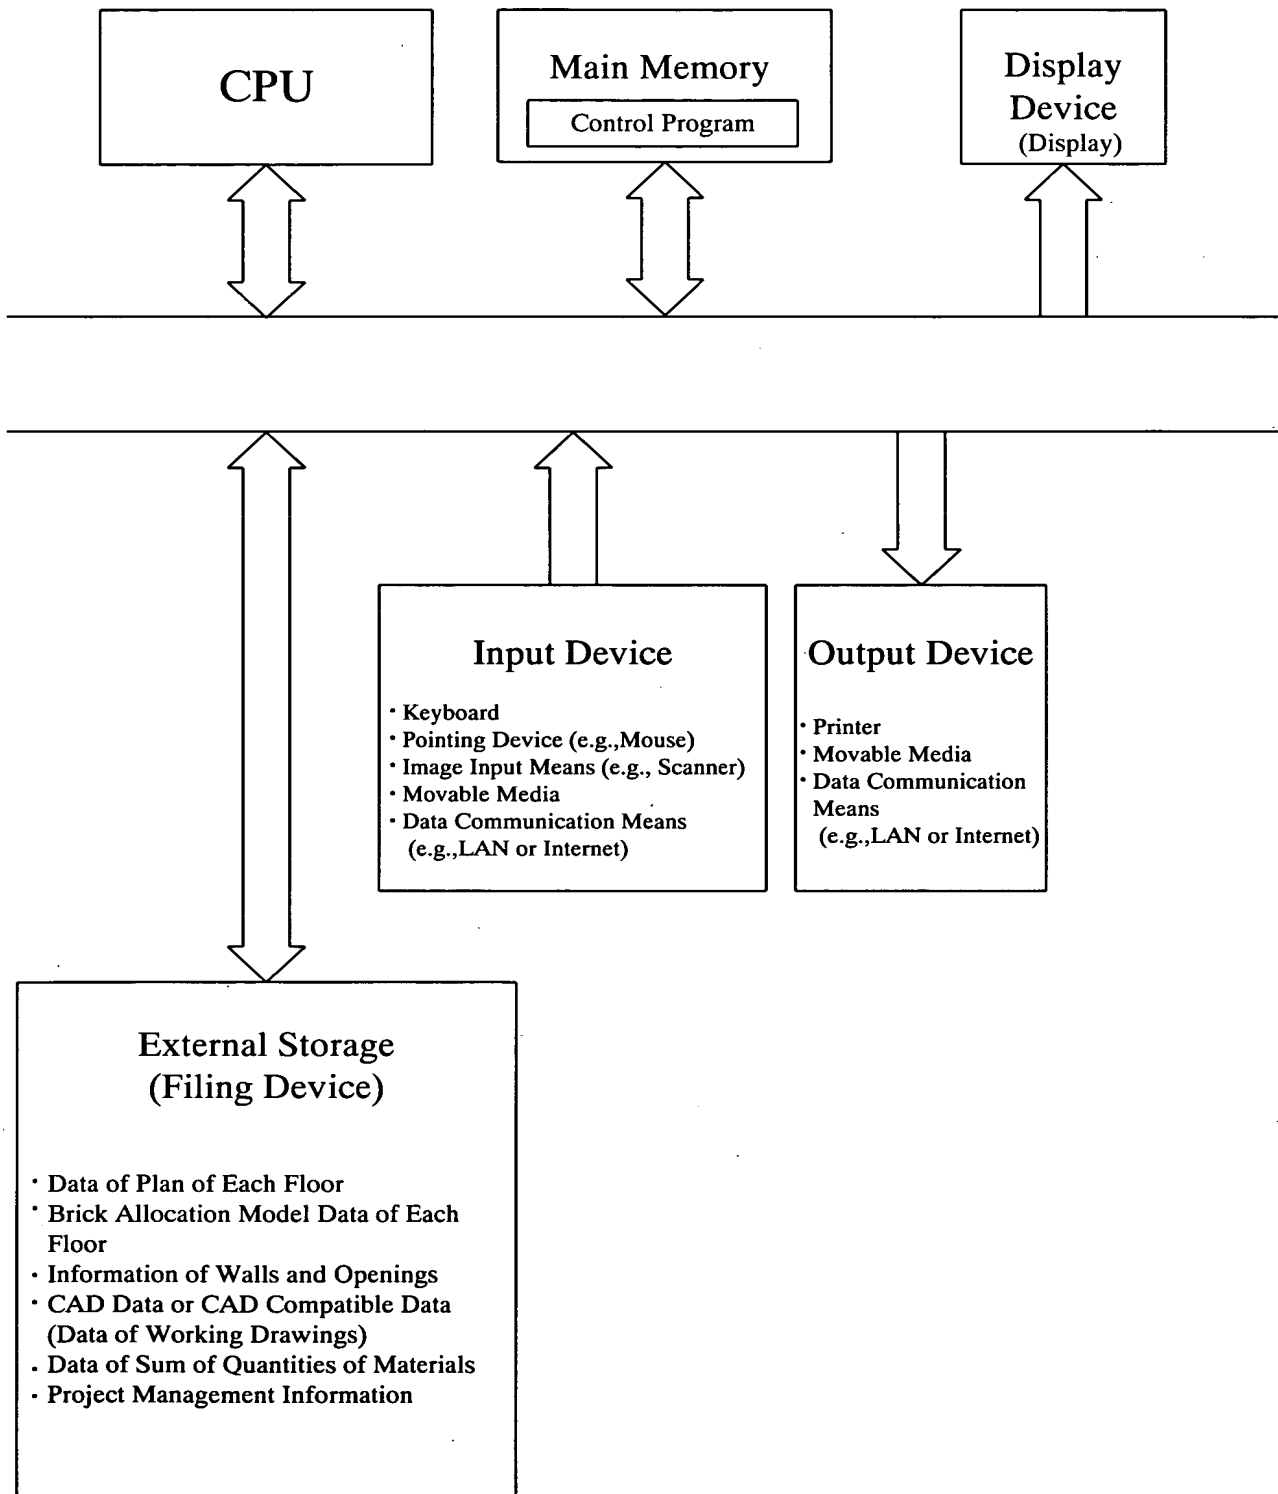 CPU
Main Memory
Control Program
Display
Device
(Display)
Input Device
· Keyboard
· Pointing Device (e.g.,Mouse)
· Image Input Means (e.g., Scanner)
· Movable Media
· Data Communication Means
(e.g.,LAN or Internet)
Output Device
· Printer
· Movable Media
· Data Communication
Means
(e.g.,LAN or Internet)
External Storage
(Filing Device)
· Data of Plan of Each Floor
· Brick Allocation Model Data of Each
Floor
· Information of Walls and Openings
· CAD Data or CAD Compatible Data
(Data of Working Drawings)
· Data of Sum of Quantities of Materials
· Project Management Information